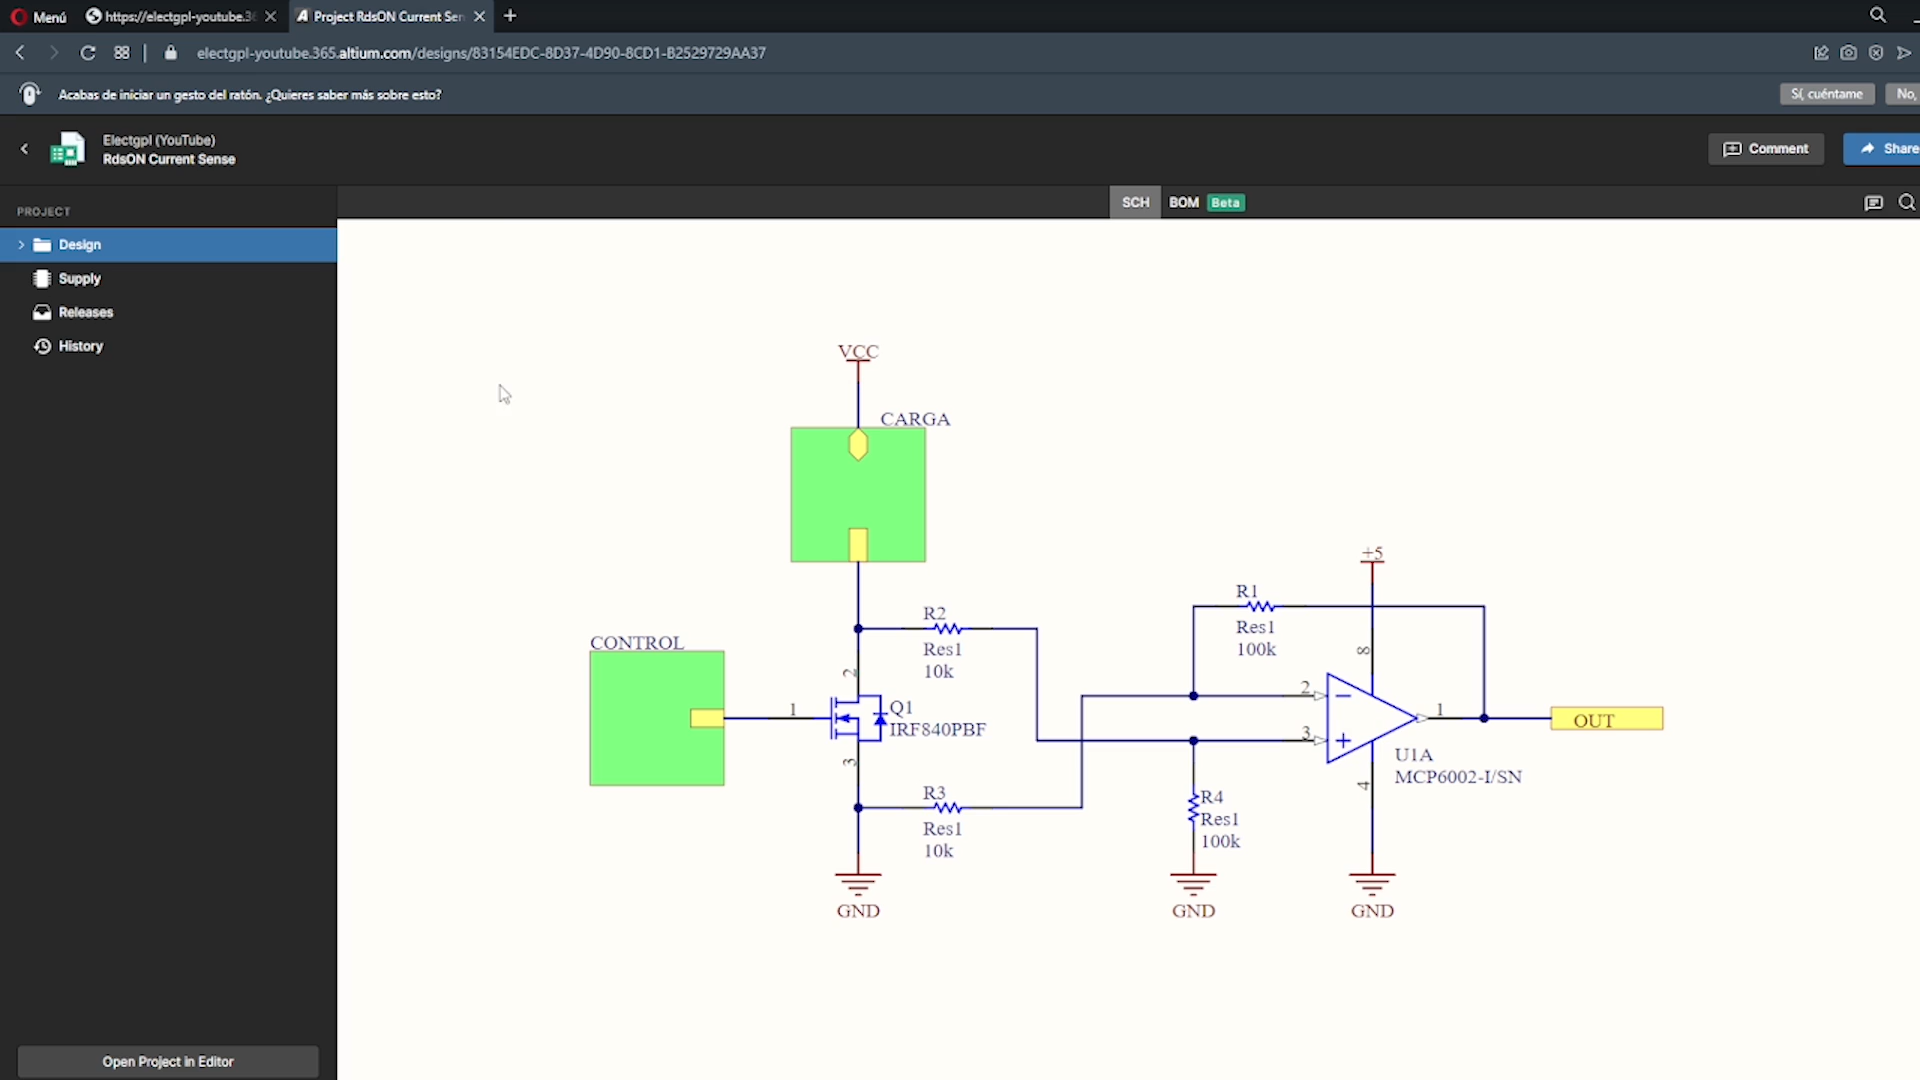 Menú
https://electgpl-youtube.36
Project RdsON Current Sen
electgpl-youtube.365.altium.com/designs/83154EDC-8D37-4D90-8CD1-B2529729AA37
Acabas de iniciar un gesto del ratón. ¿Quieres saber más sobre esto?
Sí, cuéntame
No,
Electgpl (YouTube)
RdsON Current Sense
Comment
Share
PROJECT
SCH
BOM
Beta
Design
Supply
Releases
History
VCC
CARGA
+5
R1
Res1
100k
8
R2
Res1
10k
CONTROL
2
1
Q1
IRF840PBF
3
2
3
1
OUT
U1A
MCP6002-I/SN
4
R3
Res1
10k
R4
Res1
100k
GND
GND
GND
Open Project in Editor